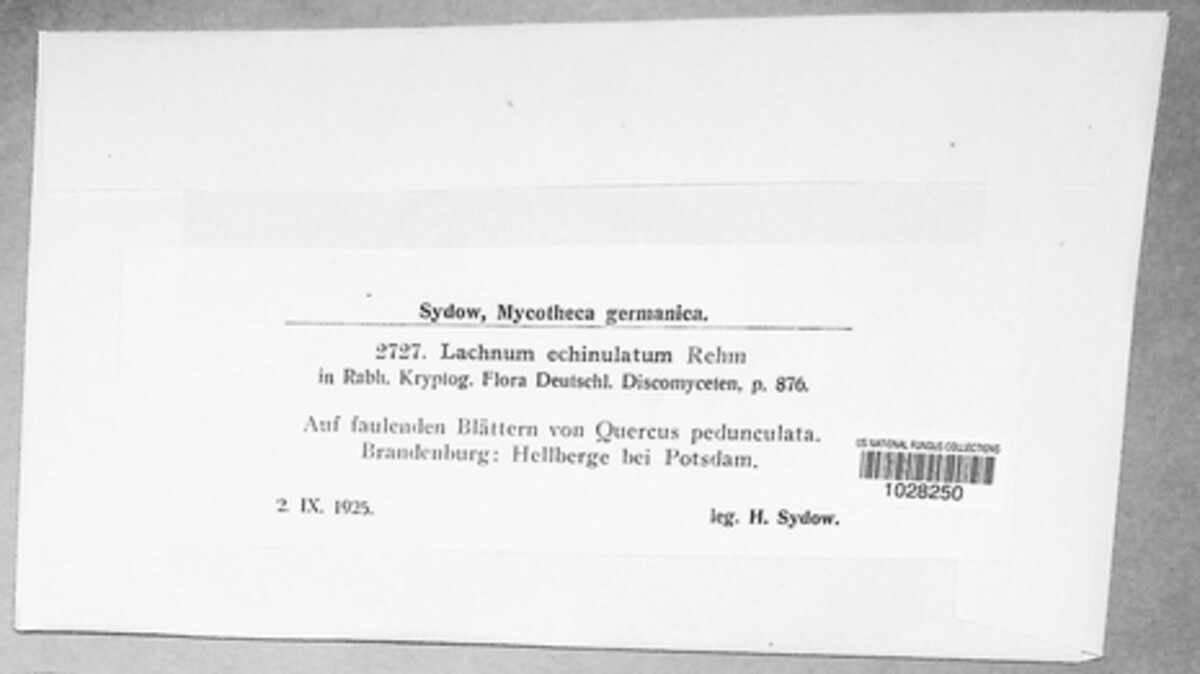 Sydow, Mycotheca germanica.
2727. Lachnum echinulatum Rehm
in Rabh. Kryptog. Flora Deutschl. Discomyceten, p. 876.
Auf faulenden Blättern von Quercus pedunculata.
Brandenburg: Hellberge bei Potsdam.
2. IX. 1925. leg. H. Sydow.
US NATIONAL FUNGUS COLLECTIONS
1028250